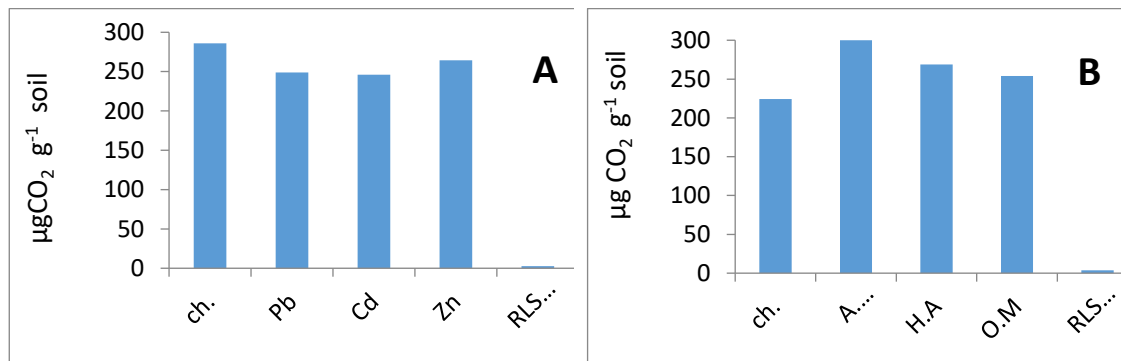 A
µgCO₂ g⁻¹ soil
300
250
200
150
100
50
0
ch.
Pb
Cd
Zn
RLS...
B
µg CO₂ g⁻¹ soil
300
250
200
150
100
50
0
ch.
A....
H.A
O.M
RLS...